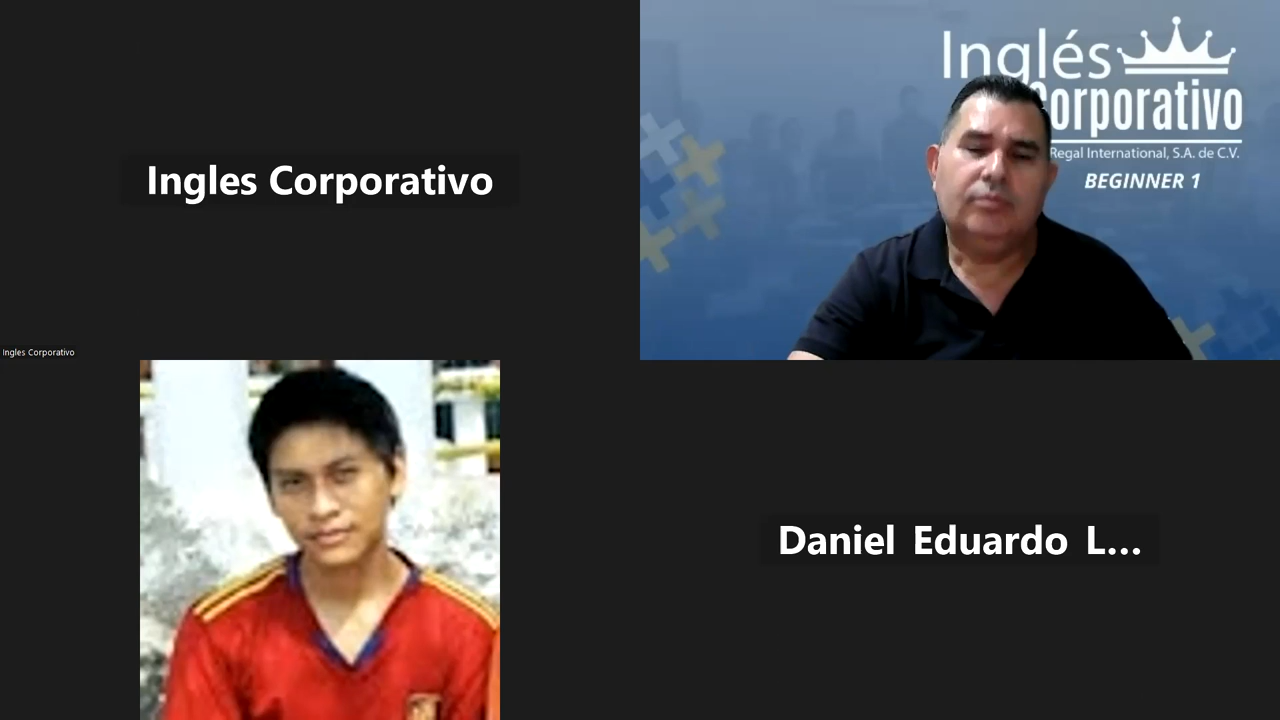 Ingles Corporativo
Inglés
Corporativo
Regal International, S.A. de C.V.
BEGINNER 1
Ingles Corporativo
Daniel Eduardo L...